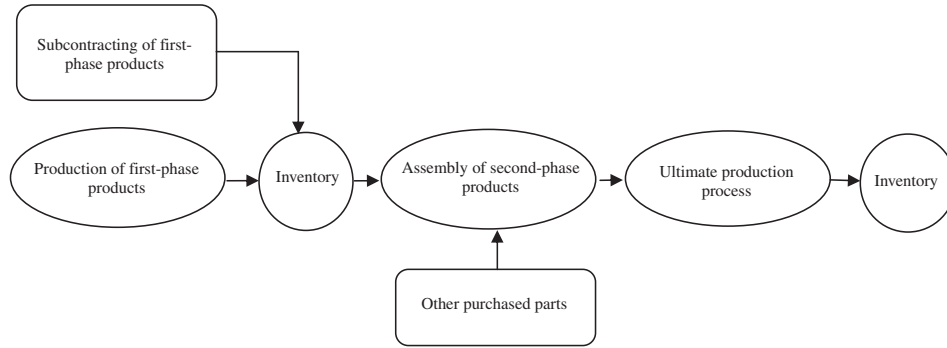 Subcontracting of first-
phase products
Production of first-phase
products
Inventory
Assembly of second-phase
products
Ultimate production
process
Inventory
Other purchased parts